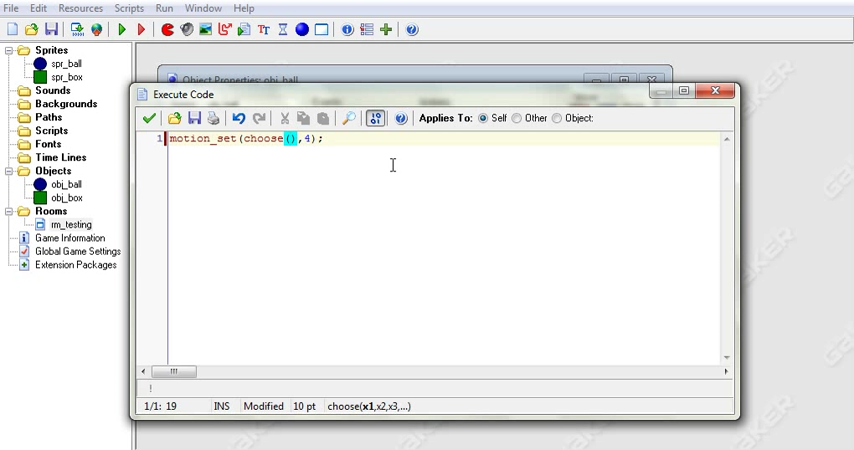 File Edit Resources Scripts Run Window Help
Sprites
spr_ball
spr_box
Sounds
Backgrounds
Paths
Scripts
Fonts
Time Lines
Objects
obj_ball
obj_box
Rooms
rm_testing
Game Information
Global Game Settings
Extension Packages
Object Properties: obj_ball
Execute Code
Applies To: Self Other Object:
1 motion_set(choose(),4);
1/1: 19 INS Modified 10 pt choose(x1,x2,x3,...)